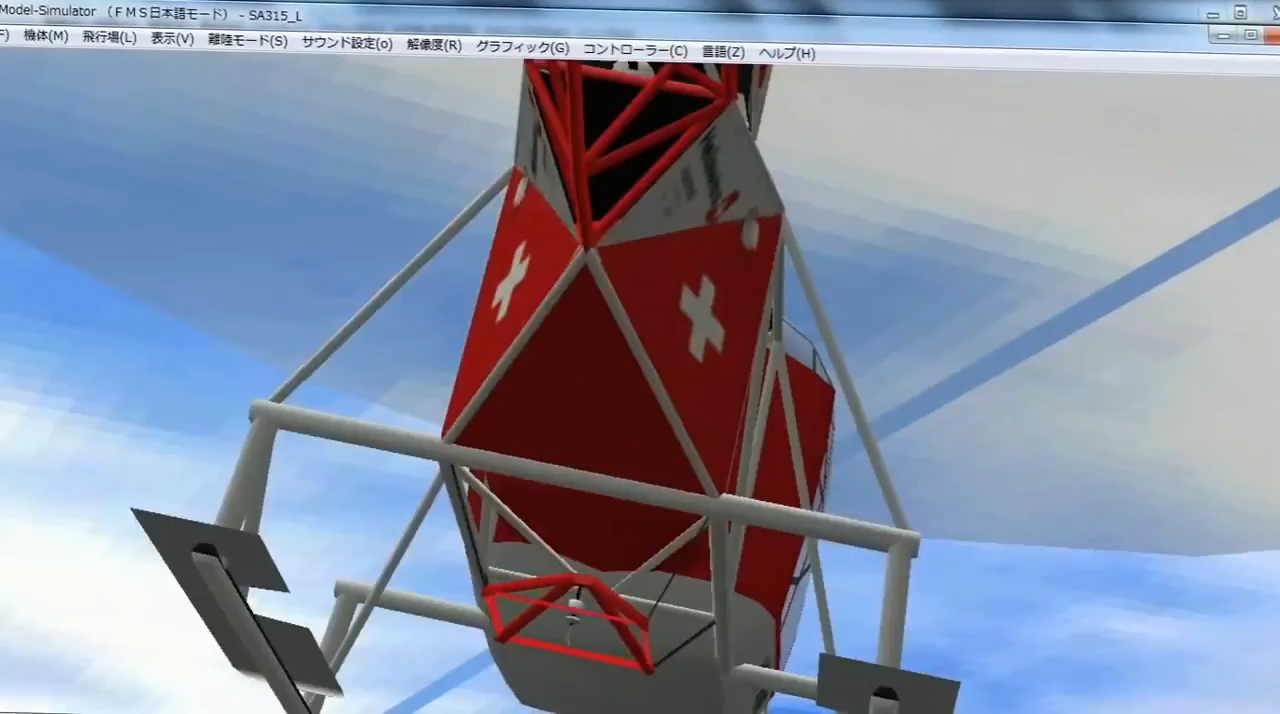 Model-Simulator （ＦＭＳ日本語モード） - SA315_L
F) 機体(M) 飛行場(L) 表示(V) 離陸モード(S) サウンド設定(o) 解像度(R) グラフィック(G) コントローラー(C) 言語(Z) ヘルプ(H)